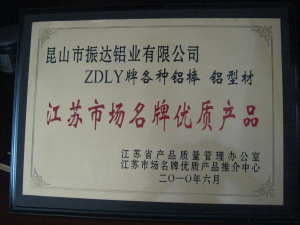 昆山市振达铝业有限公司
ZDLY牌各种铝棒 铝型材
江苏市场名牌优质产品
江苏省产品质量管理办公室
江苏市场名牌优质产品推介中心
二〇一〇年六月